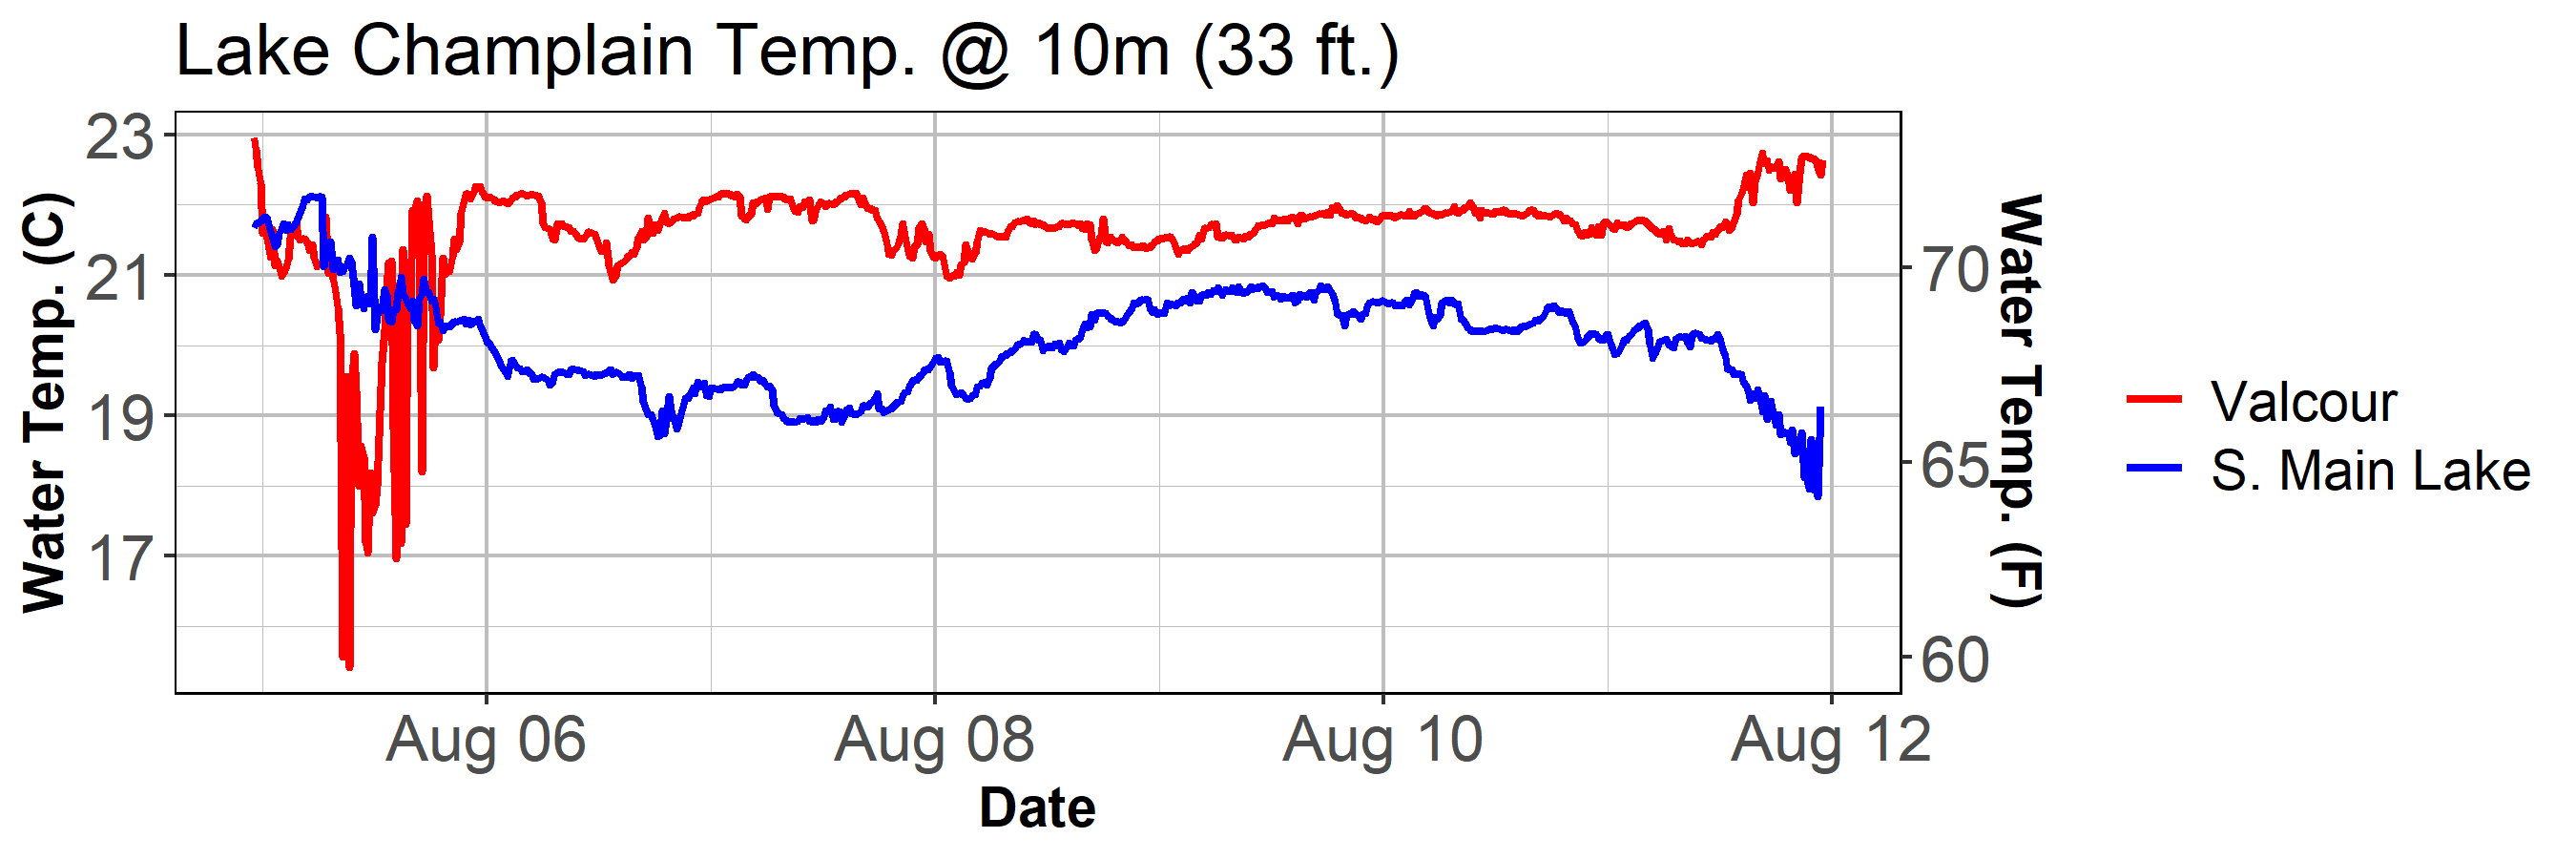 Lake Champlain Temp. @ 10m (33 ft.)
Water Temp. (C)
23
21
19
17
70
65
60
Water Temp. (F)
Aug 06
Aug 08
Aug 10
Aug 12
Date
Valcour
S. Main Lake